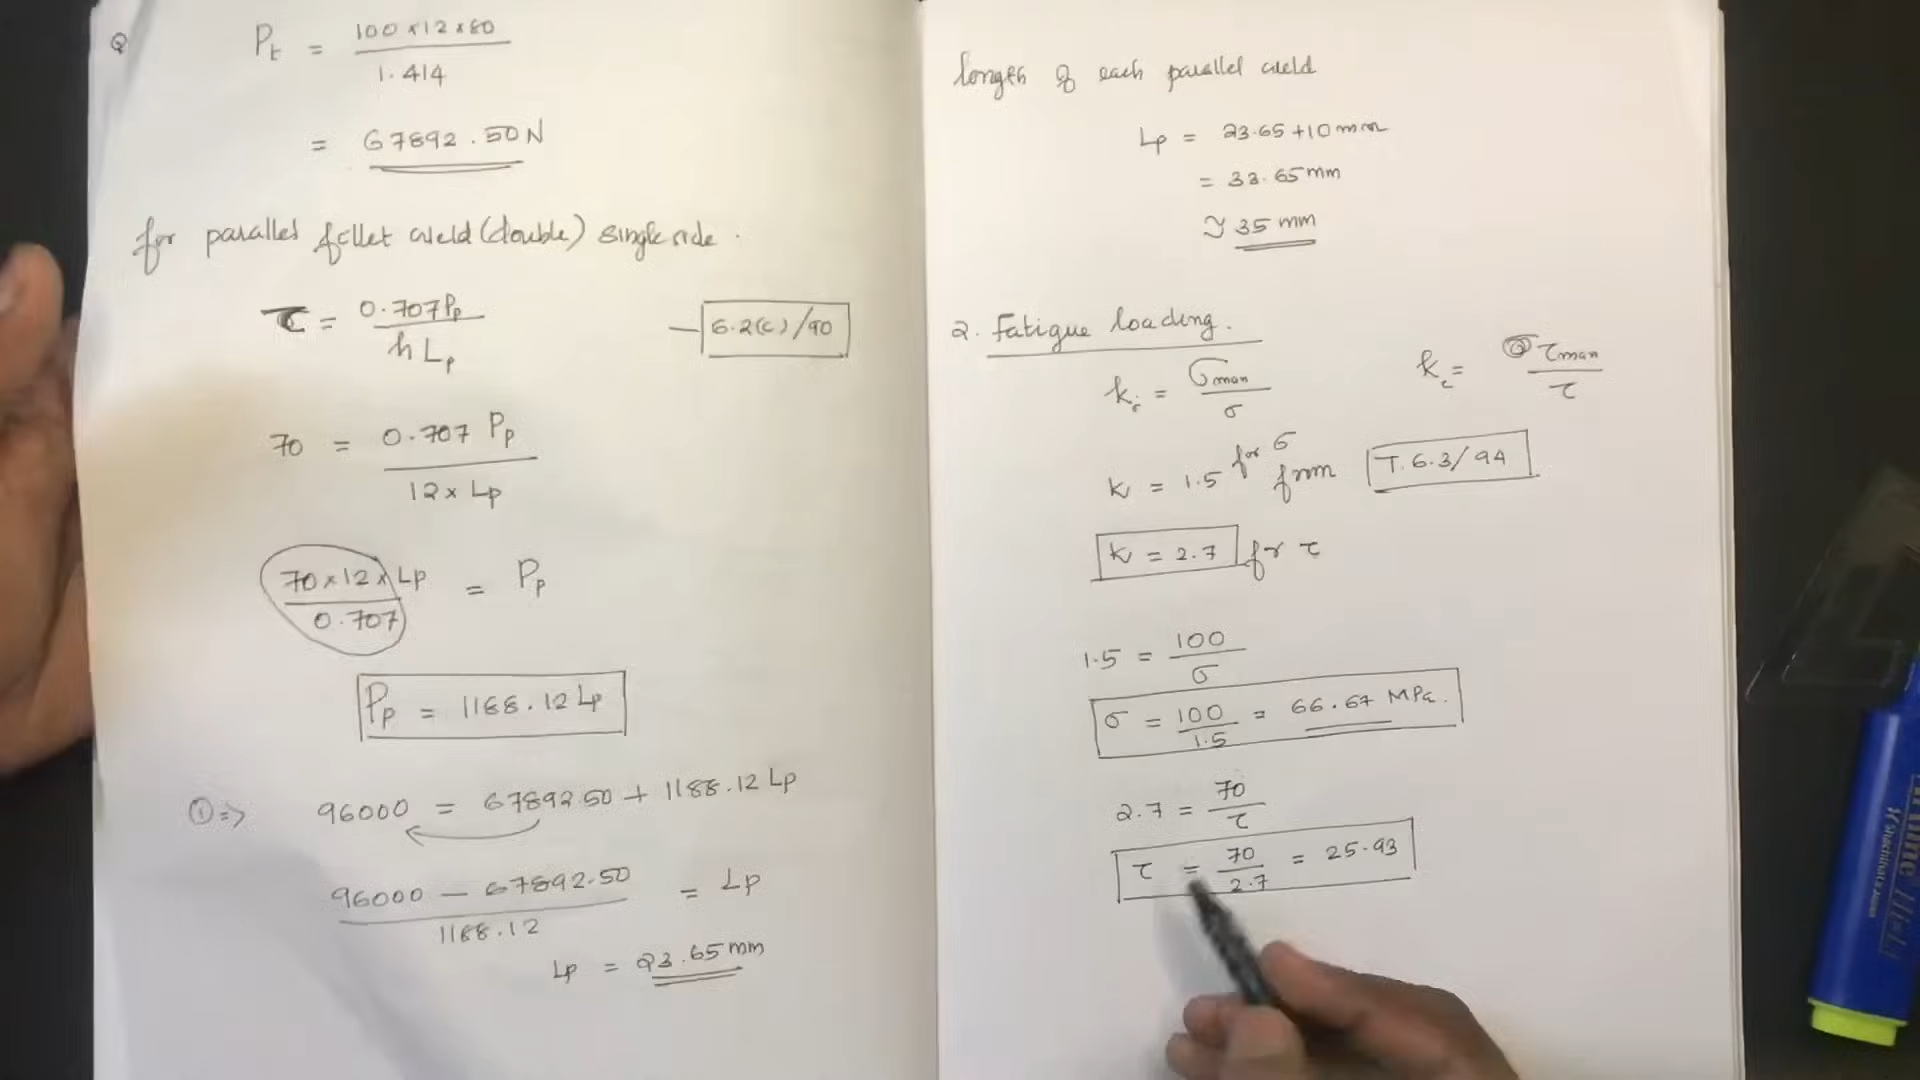 Q
Pt = 100 × 12 × 80 / 1.414
= 67892.50 N
for parallel fillet weld (double) single side.
τ = 0.707 Pp / h Lp — 6.2(c)/90
70 = 0.707 Pp / 12 × Lp
70 × 12 × Lp / 0.707 = Pp
Pp = 1188.12 Lp
① => 96000 = 67892.50 + 1188.12 Lp
96000 — 67892.50 / 1188.12 = Lp
Lp = 23.65 mm
length of each parallel weld
Lp = 23.65 + 10 mm
= 33.65 mm
≃ 35 mm
2. Fatigue loading.
k = σmax / σ
k = τmax / τ
k = 1.5 for σ from T.6.3/94
k = 2.7 for τ
1.5 = 100 / σ
σ = 100 / 1.5 = 66.67 MPa.
2.7 = 70 / τ
τ = 70 / 2.7 = 25.93